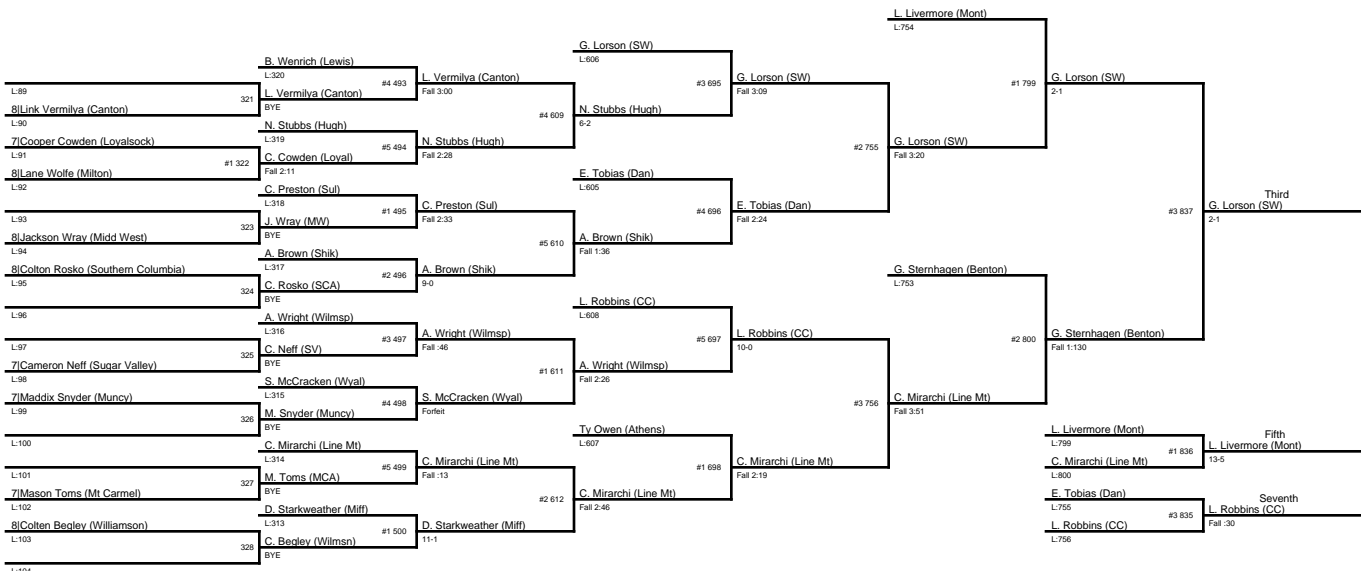 L. Livermore (Mont)
L:754
G. Lorson (SW)
L:606
B. Wenrich (Lewis)
L:320
#4 493
L. Vermilya (Canton)
Fall 3:00
#3 695
G. Lorson (SW)
Fall 3:09
#1 799
G. Lorson (SW)
2-1
L:89
321
L. Vermilya (Canton)
BYE
8|Link Vermilya (Canton)
L:90
#4 609
N. Stubbs (Hugh)
6-2
N. Stubbs (Hugh)
L:319
7|Cooper Cowden (Loyalsock)
L:91
#5 494
N. Stubbs (Hugh)
Fall 2:28
#2 755
G. Lorson (SW)
Fall 3:20
#1 322
C. Cowden (Loyal)
Fall 2:11
8|Lane Wolfe (Milton)
L:92
E. Tobias (Dan)
L:605
C. Preston (Sul)
L:318
#1 495
C. Preston (Sul)
Fall 2:33
#4 696
E. Tobias (Dan)
Fall 2:24
#3 837
Third
G. Lorson (SW)
2-1
L:93
323
J. Wray (MW)
BYE
8|Jackson Wray (Midd West)
L:94
#5 610
A. Brown (Shik)
Fall 1:36
A. Brown (Shik)
L:317
8|Colton Rosko (Southern Columbia)
L:95
#2 496
A. Brown (Shik)
9-0
G. Sternhagen (Benton)
L:753
324
C. Rosko (SCA)
BYE
L:96
L. Robbins (CC)
L:608
A. Wright (Wilmsp)
L:316
#3 497
A. Wright (Wilmsp)
Fall :46
#5 697
L. Robbins (CC)
10-0
#2 800
G. Sternhagen (Benton)
Fall 1:130
L:97
325
C. Neff (SV)
BYE
7|Cameron Neff (Sugar Valley)
L:98
#1 611
A. Wright (Wilmsp)
Fall 2:26
S. McCracken (Wyal)
L:315
7|Maddix Snyder (Muncy)
L:99
#4 498
S. McCracken (Wyal)
Forfeit
#3 756
C. Mirarchi (Line Mt)
Fall 3:51
326
M. Snyder (Muncy)
BYE
L:100
Ty Owen (Athens)
L:607
L. Livermore (Mont)
L:799
#1 836
Fifth
L. Livermore (Mont)
13-5
C. Mirarchi (Line Mt)
L:314
#5 499
C. Mirarchi (Line Mt)
Fall :13
#1 698
C. Mirarchi (Line Mt)
Fall 2:19
C. Mirarchi (Line Mt)
L:800
L:101
327
M. Toms (MCA)
BYE
7|Mason Toms (Mt Carmel)
L:102
#2 612
C. Mirarchi (Line Mt)
Fall 2:46
E. Tobias (Dan)
L:755
#3 835
Seventh
L. Robbins (CC)
Fall :30
D. Starkweather (Miff)
L:313
8|Colten Begley (Williamson)
L:103
#1 500
D. Starkweather (Miff)
11-1
L. Robbins (CC)
L:756
328
C. Begley (Wilmsn)
BYE
L:104